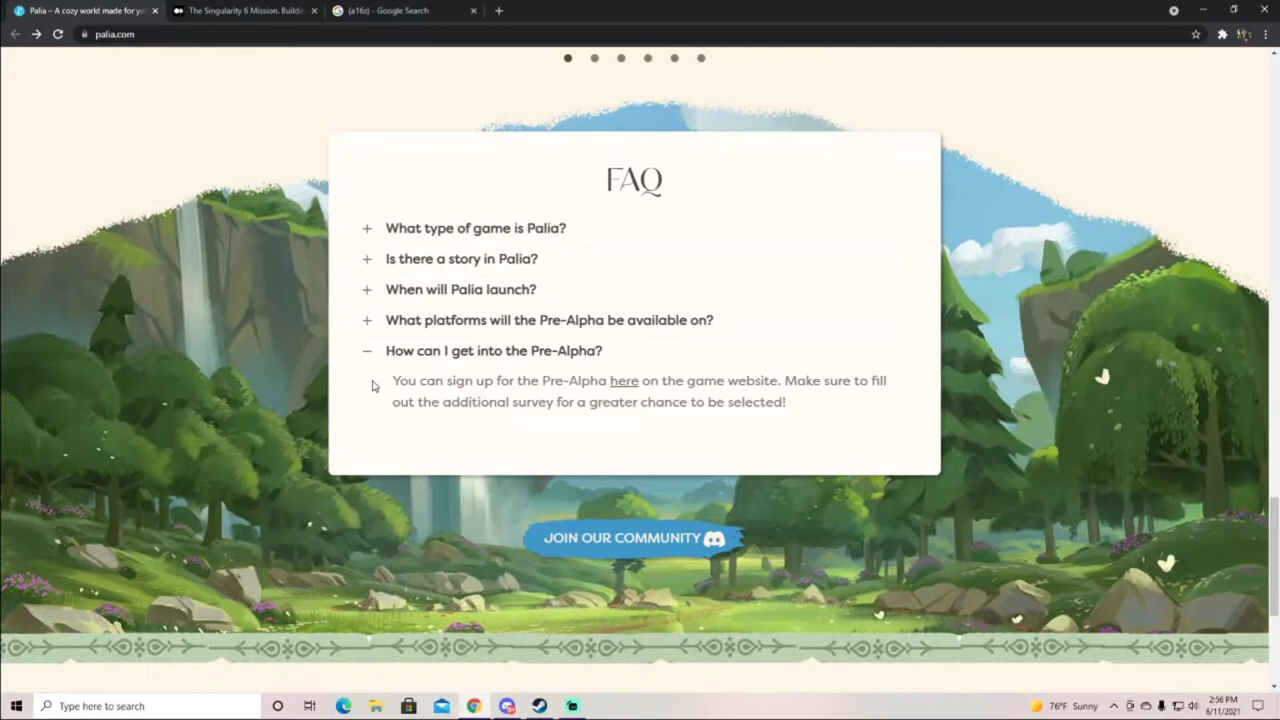 Palia – A cozy world made for yo
The Singularity 6 Mission. Buildin
(a16z) - Google Search
palia.com
FAQ
+ What type of game is Palia?
+ Is there a story in Palia?
+ When will Palia launch?
+ What platforms will the Pre-Alpha be available on?
– How can I get into the Pre-Alpha?
You can sign up for the Pre-Alpha here on the game website. Make sure to fill
out the additional survey for a greater chance to be selected!
JOIN OUR COMMUNITY
Type here to search
76°F Sunny
2:56 PM
6/11/2021